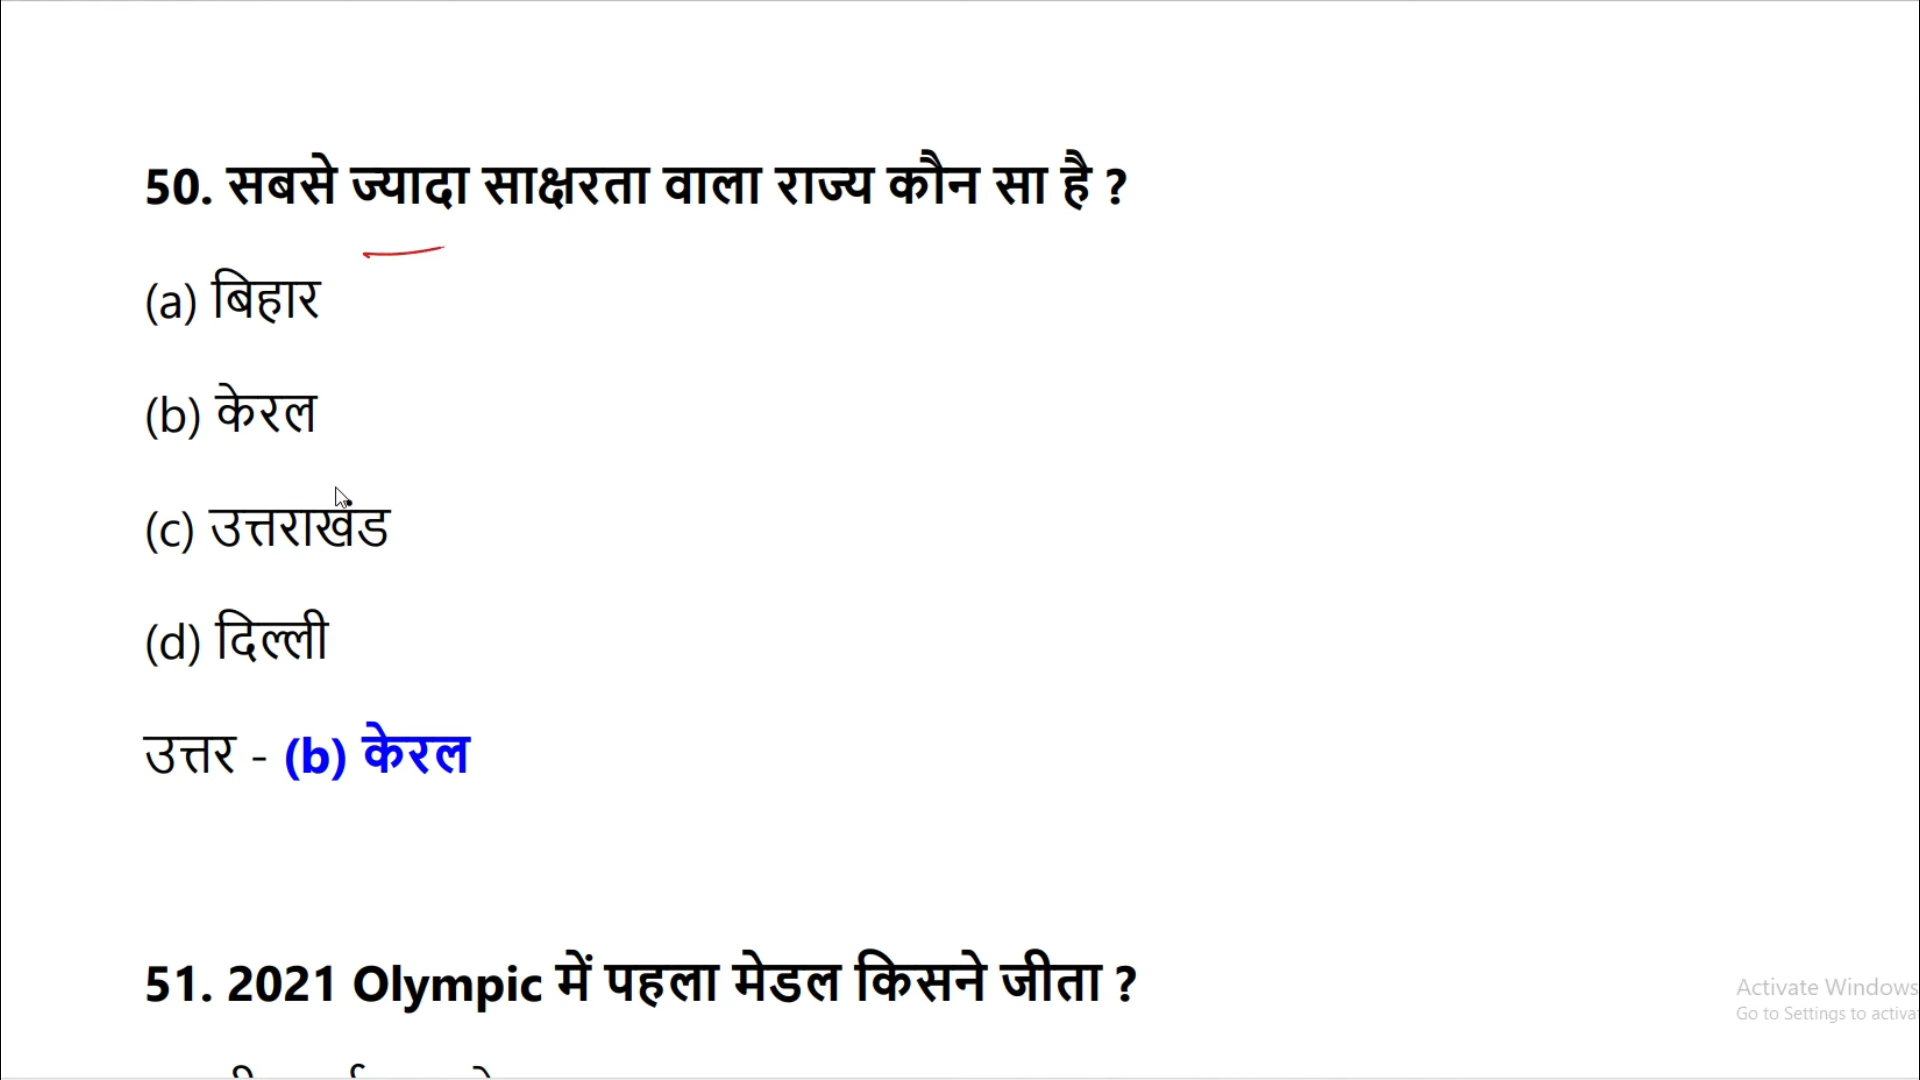 50. सबसे ज्यादा साक्षरता वाला राज्य कौन सा है ?
(a) बिहार
(b) केरल
(c) उत्तराखंड
(d) दिल्ली
उत्तर - (b) केरल
51. 2021 Olympic में पहला मेडल किसने जीता ?
Activate Windows
Go to Settings to activa